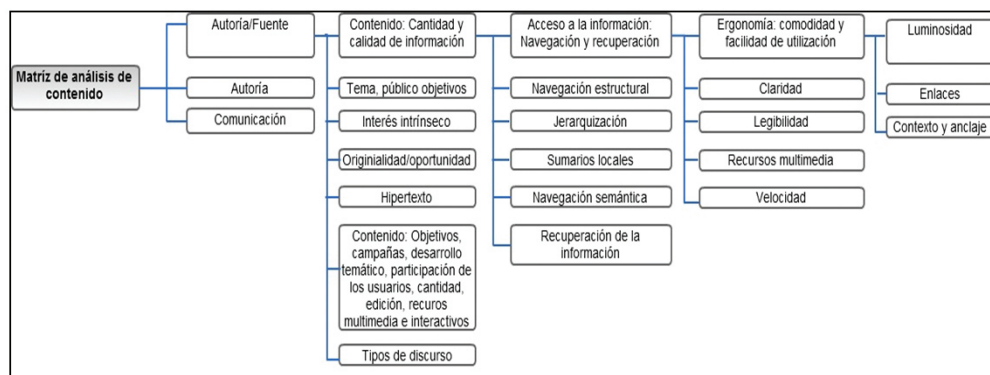 Matríz de análisis de
contenido
Autoría/Fuente
Autoría
Comunicación
Contenido: Cantidad y
calidad de información
Tema, público objetivos
Interés intrínseco
Originialidad/oportunidad
Hipertexto
Contenido: Objetivos,
campañas, desarrollo
temático, participación de
los usuarios, cantidad,
edición, recuros
multimedia e interactivos
Tipos de discurso
Acceso a la información:
Navegación y recuperación
Navegación estructural
Jerarquización
Sumarios locales
Navegación semántica
Recuperación de la
información
Ergonomía: comodidad y
facilidad de utilización
Claridad
Legibilidad
Recursos multimedia
Velocidad
Luminosidad
Enlaces
Contexto y anclaje